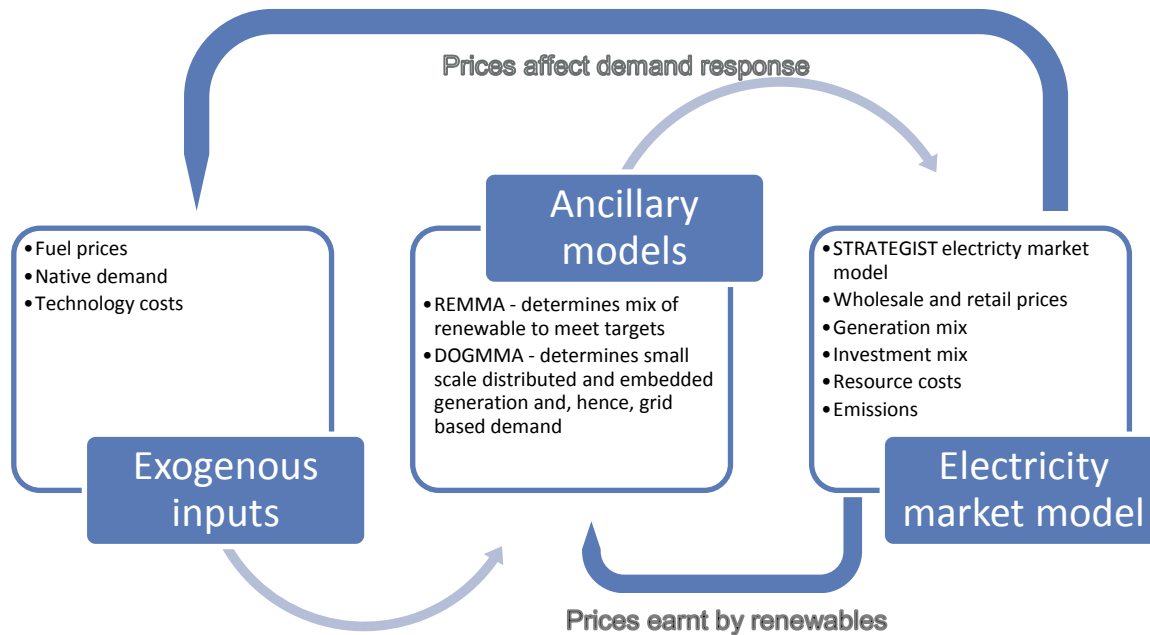 Prices affect demand response
•Fuel prices
•Native demand
•Technology costs
Exogenous
inputs
Ancillary
models
•REMMA - determines mix of
renewable to meet targets
•DOGMMA - determines small
scale distributed and embedded
generation and, hence, grid
based demand
•STRATEGIST electricty market
model
•Wholesale and retail prices
•Generation mix
•Investment mix
•Resource costs
•Emissions
Electricity
market model
Prices earnt by renewables